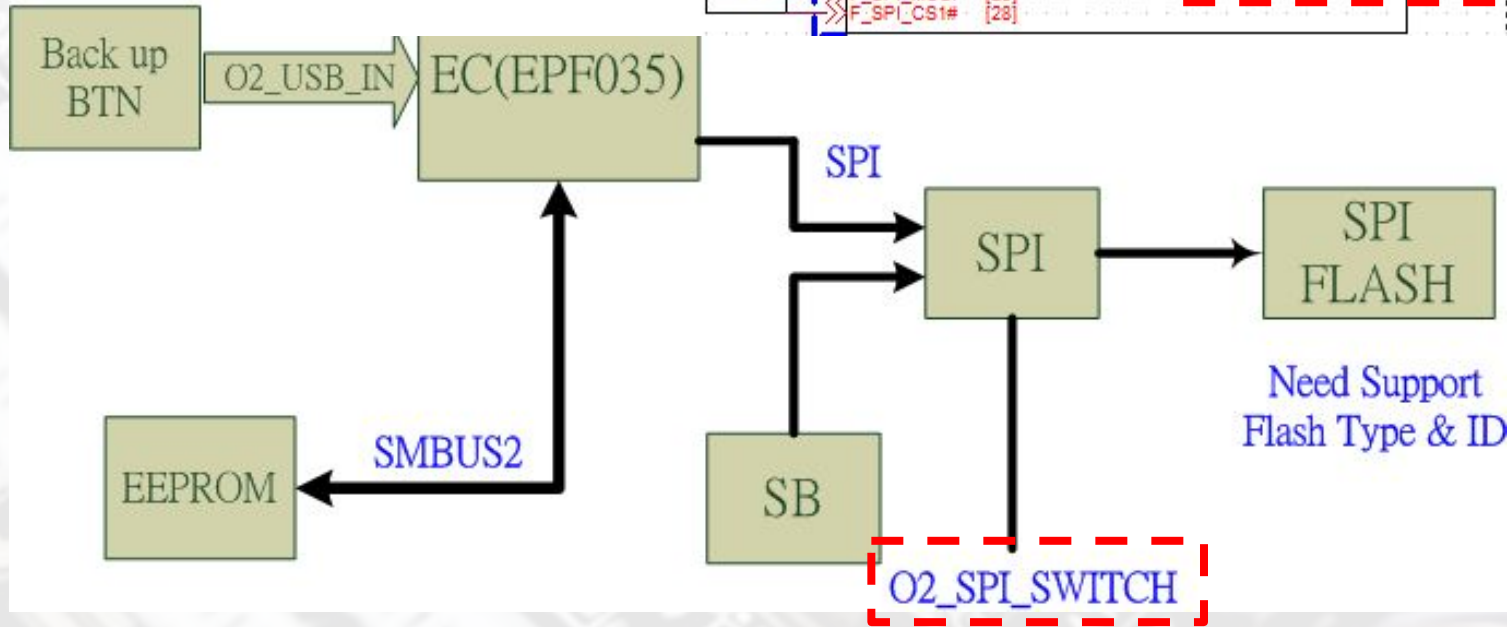 F_SPI_CS1# [28]
Back up
BTN
O2_USB_IN
EC(EPF035)
SPI
SPI
SPI
FLASH
Need Support
Flash Type & ID
SMBUS2
EEPROM
SB
O2_SPI_SWITCH